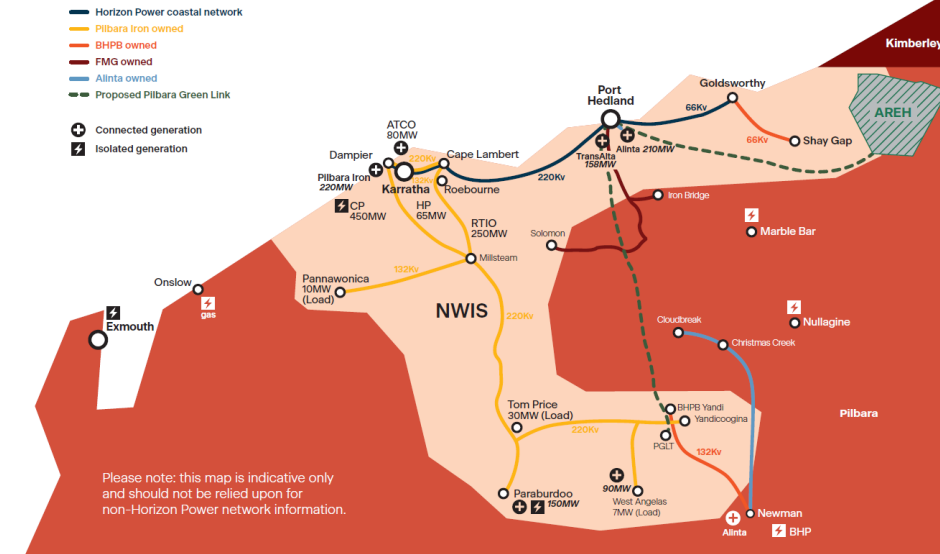 Horizon Power coastal network
Pilbara Iron owned
BHPB owned
FMG owned
Alinta owned
Proposed Pilbara Green Link
Connected generation
Isolated generation
Kimberley
AREH
Goldsworthy
66Kv
66Kv
Shay Gap
Port
Hedland
Alinta 210MW
TransAlta
158MW
220Kv
ATCO
80MW
Dampier
220Kv
Cape Lambert
Pilbara Iron
220MW
Karratha
132Kv
Roebourne
CP
450MW
HP
65MW
RTIO
250MW
Iron Bridge
Solomon
Marble Bar
Millsteam
132Kv
Pannawonica
10MW
(Load)
Onslow
gas
Exmouth
NWIS
220Kv
Cloudbreak
Christmas Creek
Nullagine
Pilbara
Tom Price
30MW (Load)
220Kv
BHPB Yandi
Yandicoogina
PGLT
132Kv
Paraburdoo
150MW
90MW
West Angelas
7MW (Load)
Newman
Alinta
BHP
Please note: this map is indicative only
and should not be relied upon for
non-Horizon Power network information.